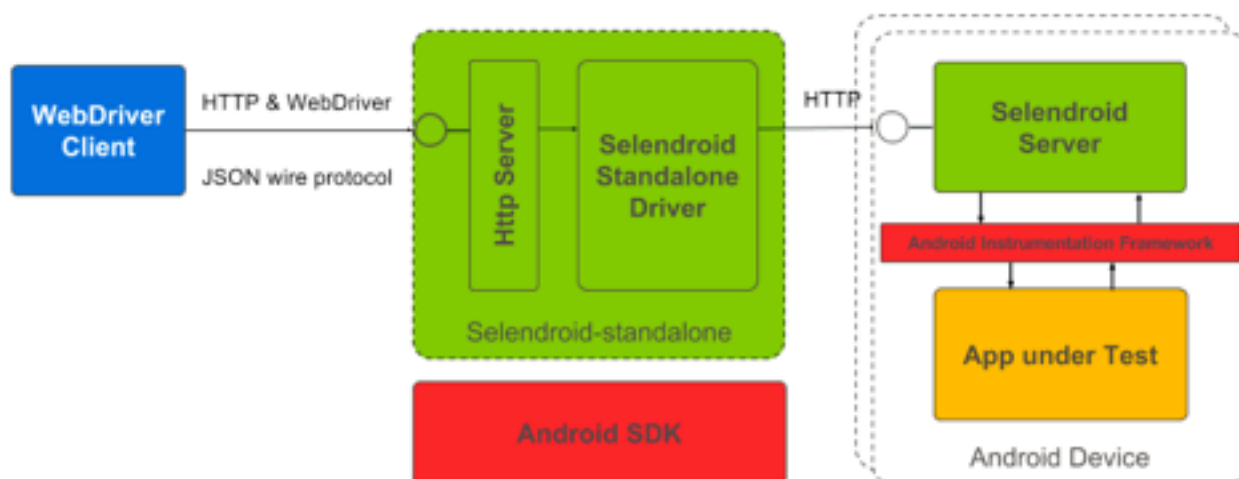 WebDriver
Client
HTTP & WebDriver
JSON wire protocol
Http Server
Selendroid
Standalone
Driver
Selendroid-standalone
Android SDK
HTTP
Selendroid
Server
Android Instrumentation Framework
App under Test
Android Device